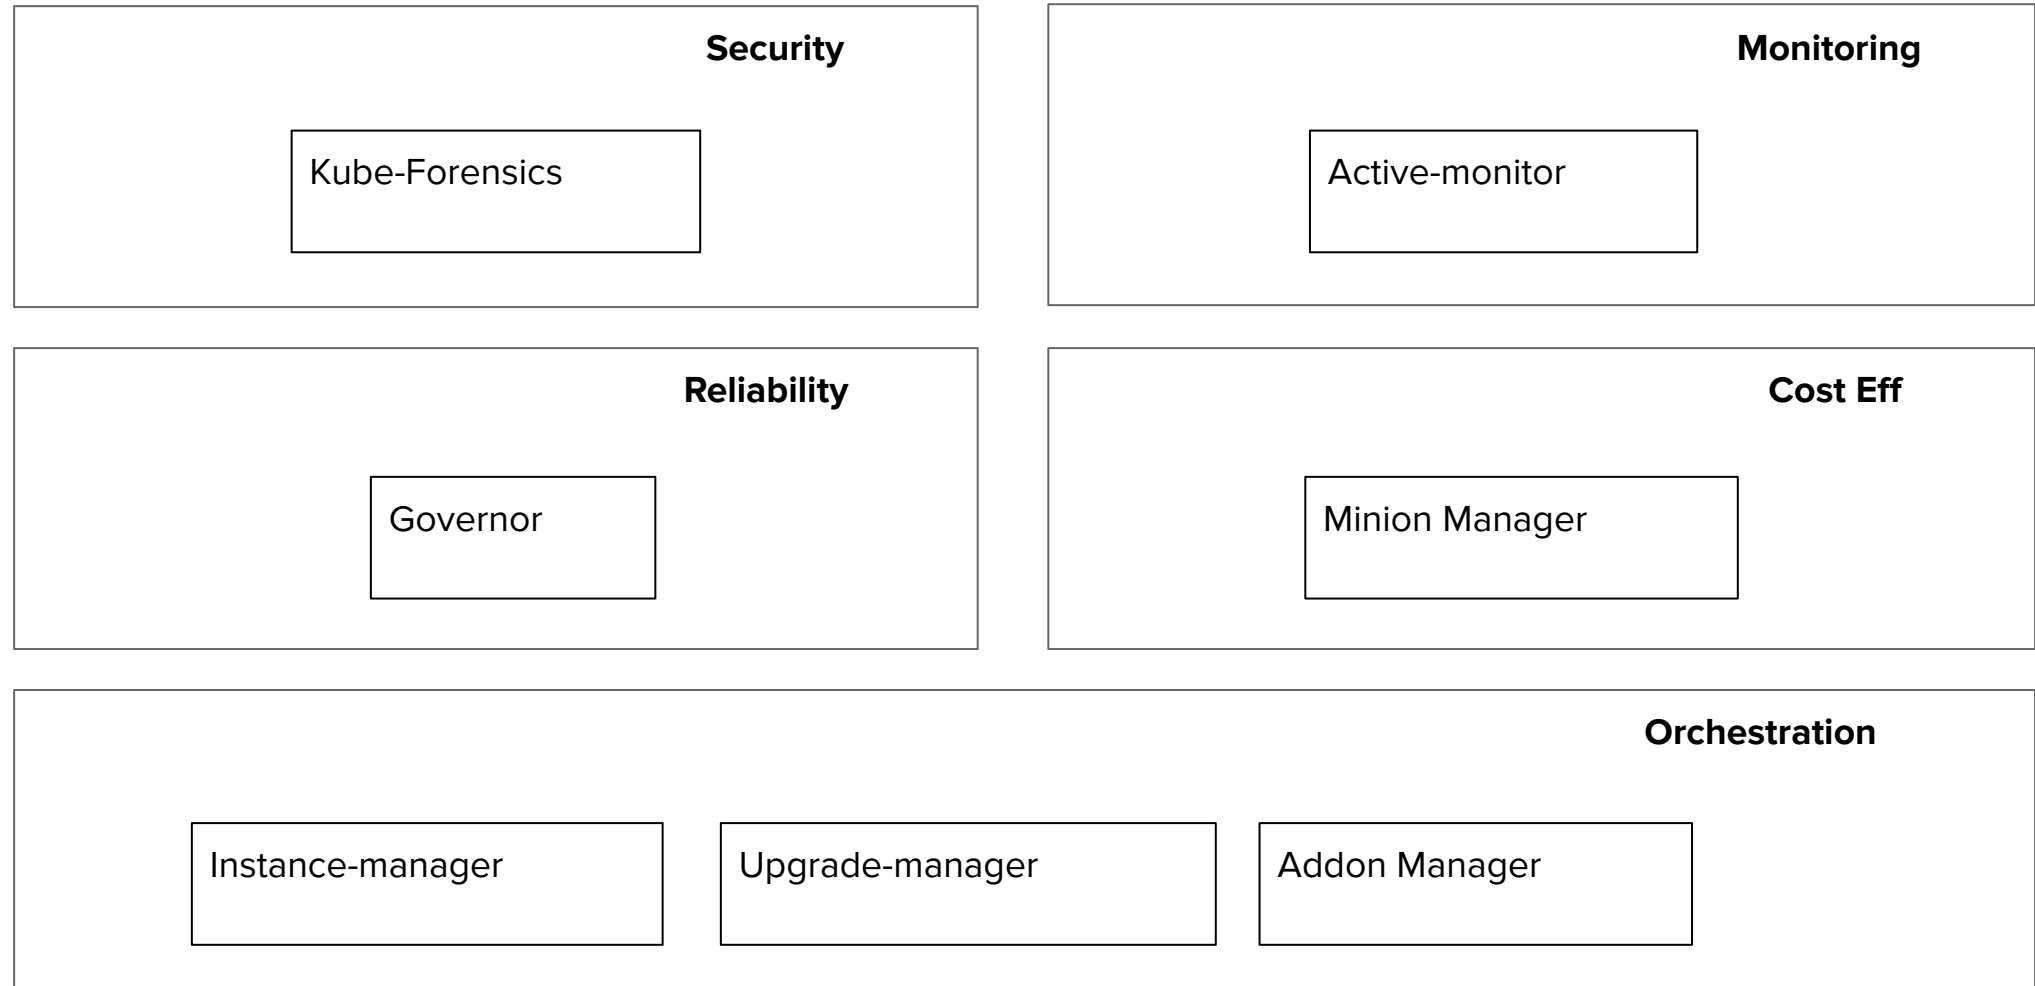 Security
Kube-Forensics
Monitoring
Active-monitor
Reliability
Governor
Cost Eff
Minion Manager
Orchestration
Instance-manager
Upgrade-manager
Addon Manager